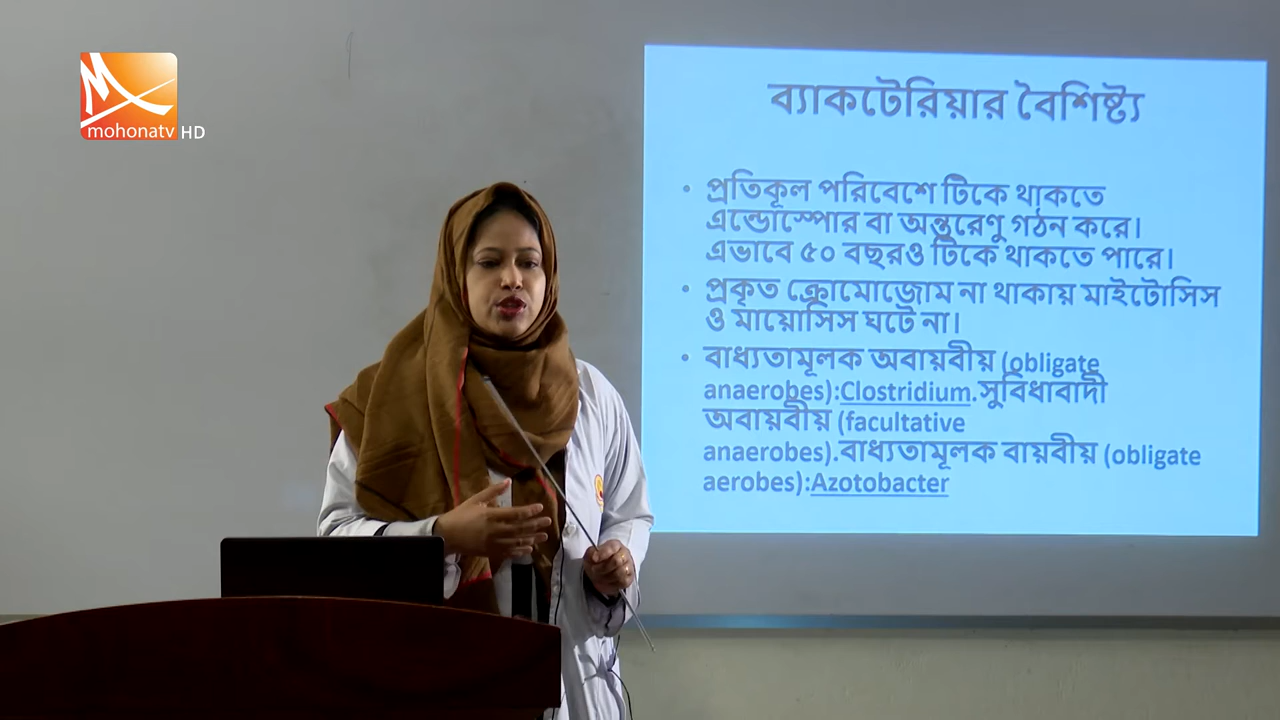 mohonatv HD
ব্যাকটেরিয়ার বৈশিষ্ট্য
• প্রতিকূল পরিবেশে টিকে থাকতে
এন্ডোস্পোর বা অন্তরেণু গঠন করে।
এভাবে ৫০ বছরও টিকে থাকতে পারে।
• প্রকৃত ক্রোমোজোম না থাকায় মাইটোসিস
ও মায়োসিস ঘটে না।
• বাধ্যতামূলক অবায়বীয় (obligate
anaerobes):Clostridium.সুবিধাবাদী
অবায়বীয় (facultative
anaerobes).বাধ্যতামূলক বায়বীয় (obligate
aerobes):Azotobacter